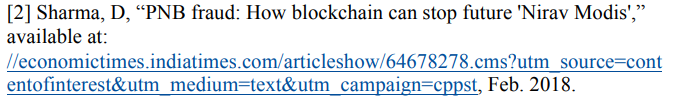 [2] Sharma, D, “PNB fraud: How blockchain can stop future 'Nirav Modis',”
available at:
//economictimes.indiatimes.com/articleshow/64678278.cms?utm_source=cont
entofinterest&utm_medium=text&utm_campaign=cppst, Feb. 2018.